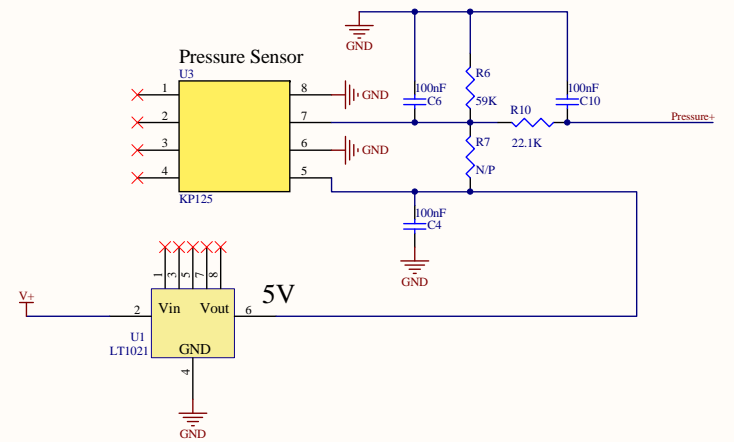 GND
Pressure Sensor
U3
1
8
GND
100nF
C6
R6
59K
100nF
C10
2
7
R10
22.1K
Pressure+
3
6
GND
R7
N/P
4
5
KP125
100nF
C4
GND
1
3
5
7
8
5V
V+
2
Vin
Vout
6
U1
LT1021
GND
4
GND